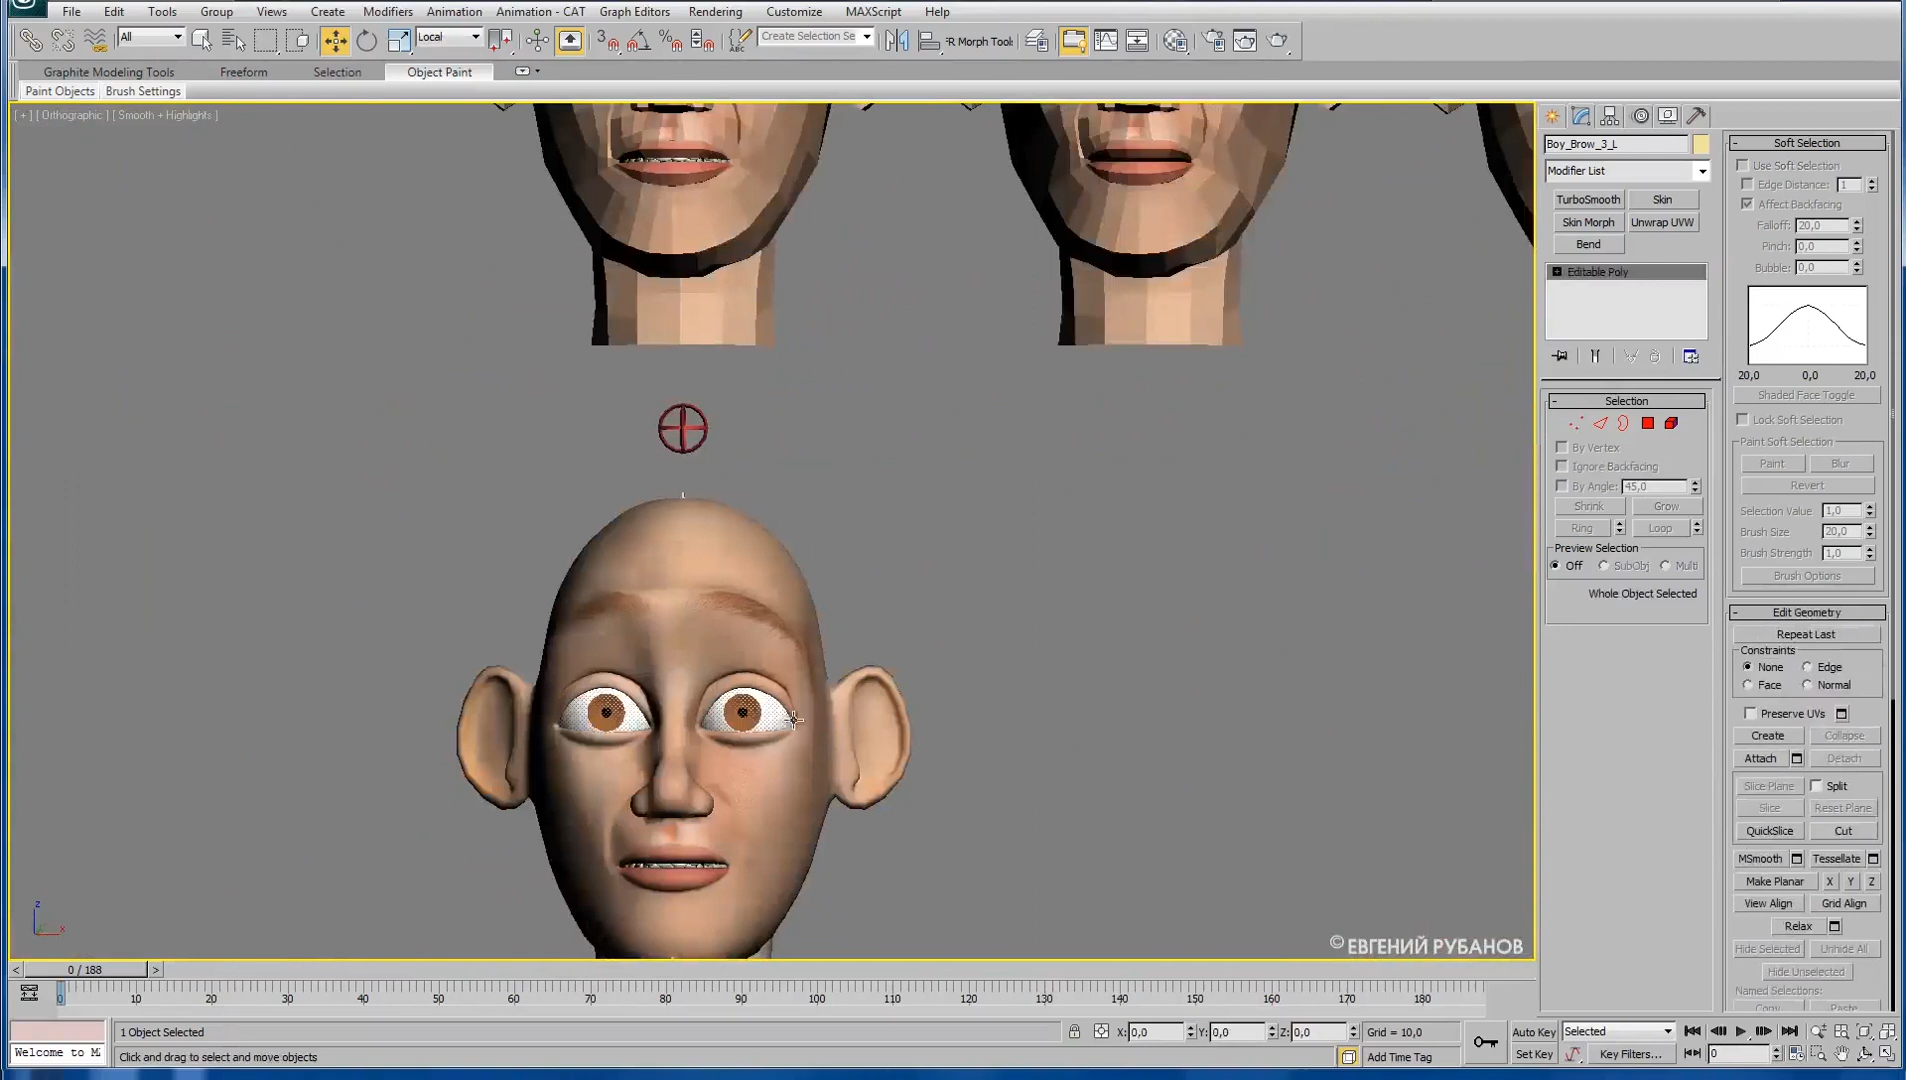 File Edit Tools Group Views Create Modifiers Animation Animation - CAT Graph Editors Rendering Customize MAXScript Help
All Local Create Selection Se R Morph Tools
Graphite Modeling Tools Freeform Selection Object Paint
Paint Objects Brush Settings
[ + ] [ Orthographic ] [ Smooth + Highlights ]
Boy_Brow_3_L
Modifier List
TurboSmooth Skin
Skin Morph Unwrap UVW
Bend
Editable Poly
Selection
By Vertex
Ignore Backfacing
By Angle: 45,0
Shrink Grow
Ring Loop
Preview Selection
Off SubObj Multi
Whole Object Selected
Soft Selection
Use Soft Selection
Edge Distance: 1
Affect Backfacing
Falloff: 20,0
Pinch: 0,0
Bubble: 0,0
20,0 0,0 20,0
Shaded Face Toggle
Lock Soft Selection
Paint Soft Selection
Paint Blur
Revert
Selection Value 1,0
Brush Size 20,0
Brush Strength 1,0
Brush Options
Edit Geometry
Repeat Last
Constraints
None Edge
Face Normal
Preserve UVs
Create Collapse
Attach Detach
Slice Plane Split
Slice Reset Plane
QuickSlice Cut
MSmooth Tessellate
Make Planar X Y Z
View Align Grid Align
Relax
Hide Selected Unhide All
Hide Unselected
Named Selections:
Copy Paste
z
x
© ЕВГЕНИЙ РУБАНОВ
< 0 / 188 >
0 10 20 30 40 50 60 70 80 90 100 110 120 130 140 150 160 170 180
1 Object Selected X: 0,0 Y: 0,0 Z: 0,0 Grid = 10,0 Auto Key Selected
Welcome to M Click and drag to select and move objects Add Time Tag Set Key Key Filters... 0